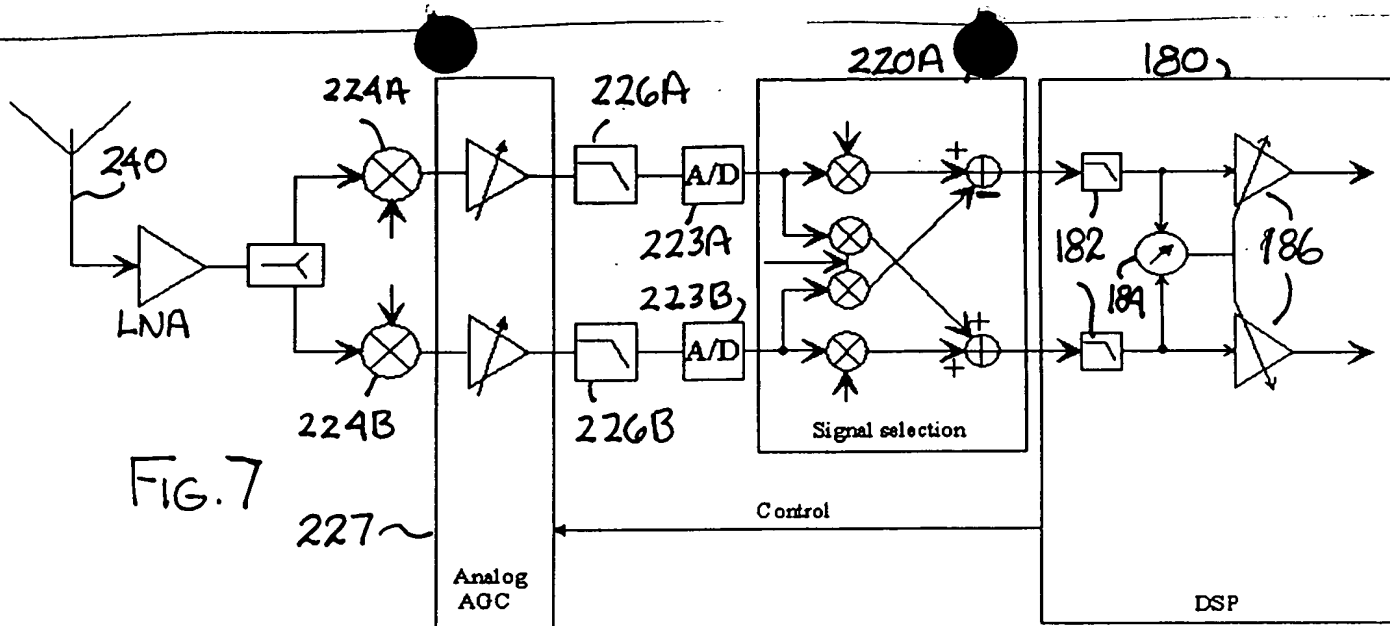 220A
180
224A
226A
240
A/D
+
-
223A
182
184
186
223B
LNA
A/D
+
+
224B
226B
Signal selection
FIG. 7
227
Control
Analog
AGC
DSP